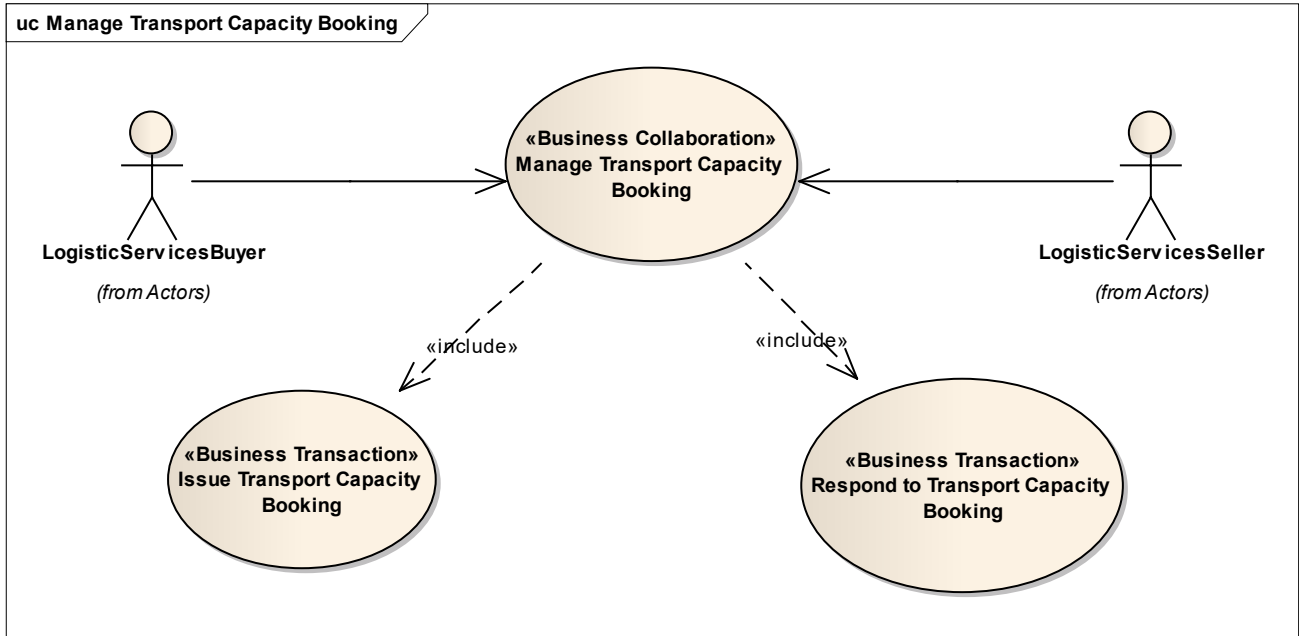 uc Manage Transport Capacity Booking
«Business Collaboration»
Manage Transport Capacity
Booking
LogisticServicesBuyer
(from Actors)
LogisticServicesSeller
(from Actors)
«include»
«include»
«Business Transaction»
Issue Transport Capacity
Booking
«Business Transaction»
Respond to Transport Capacity
Booking